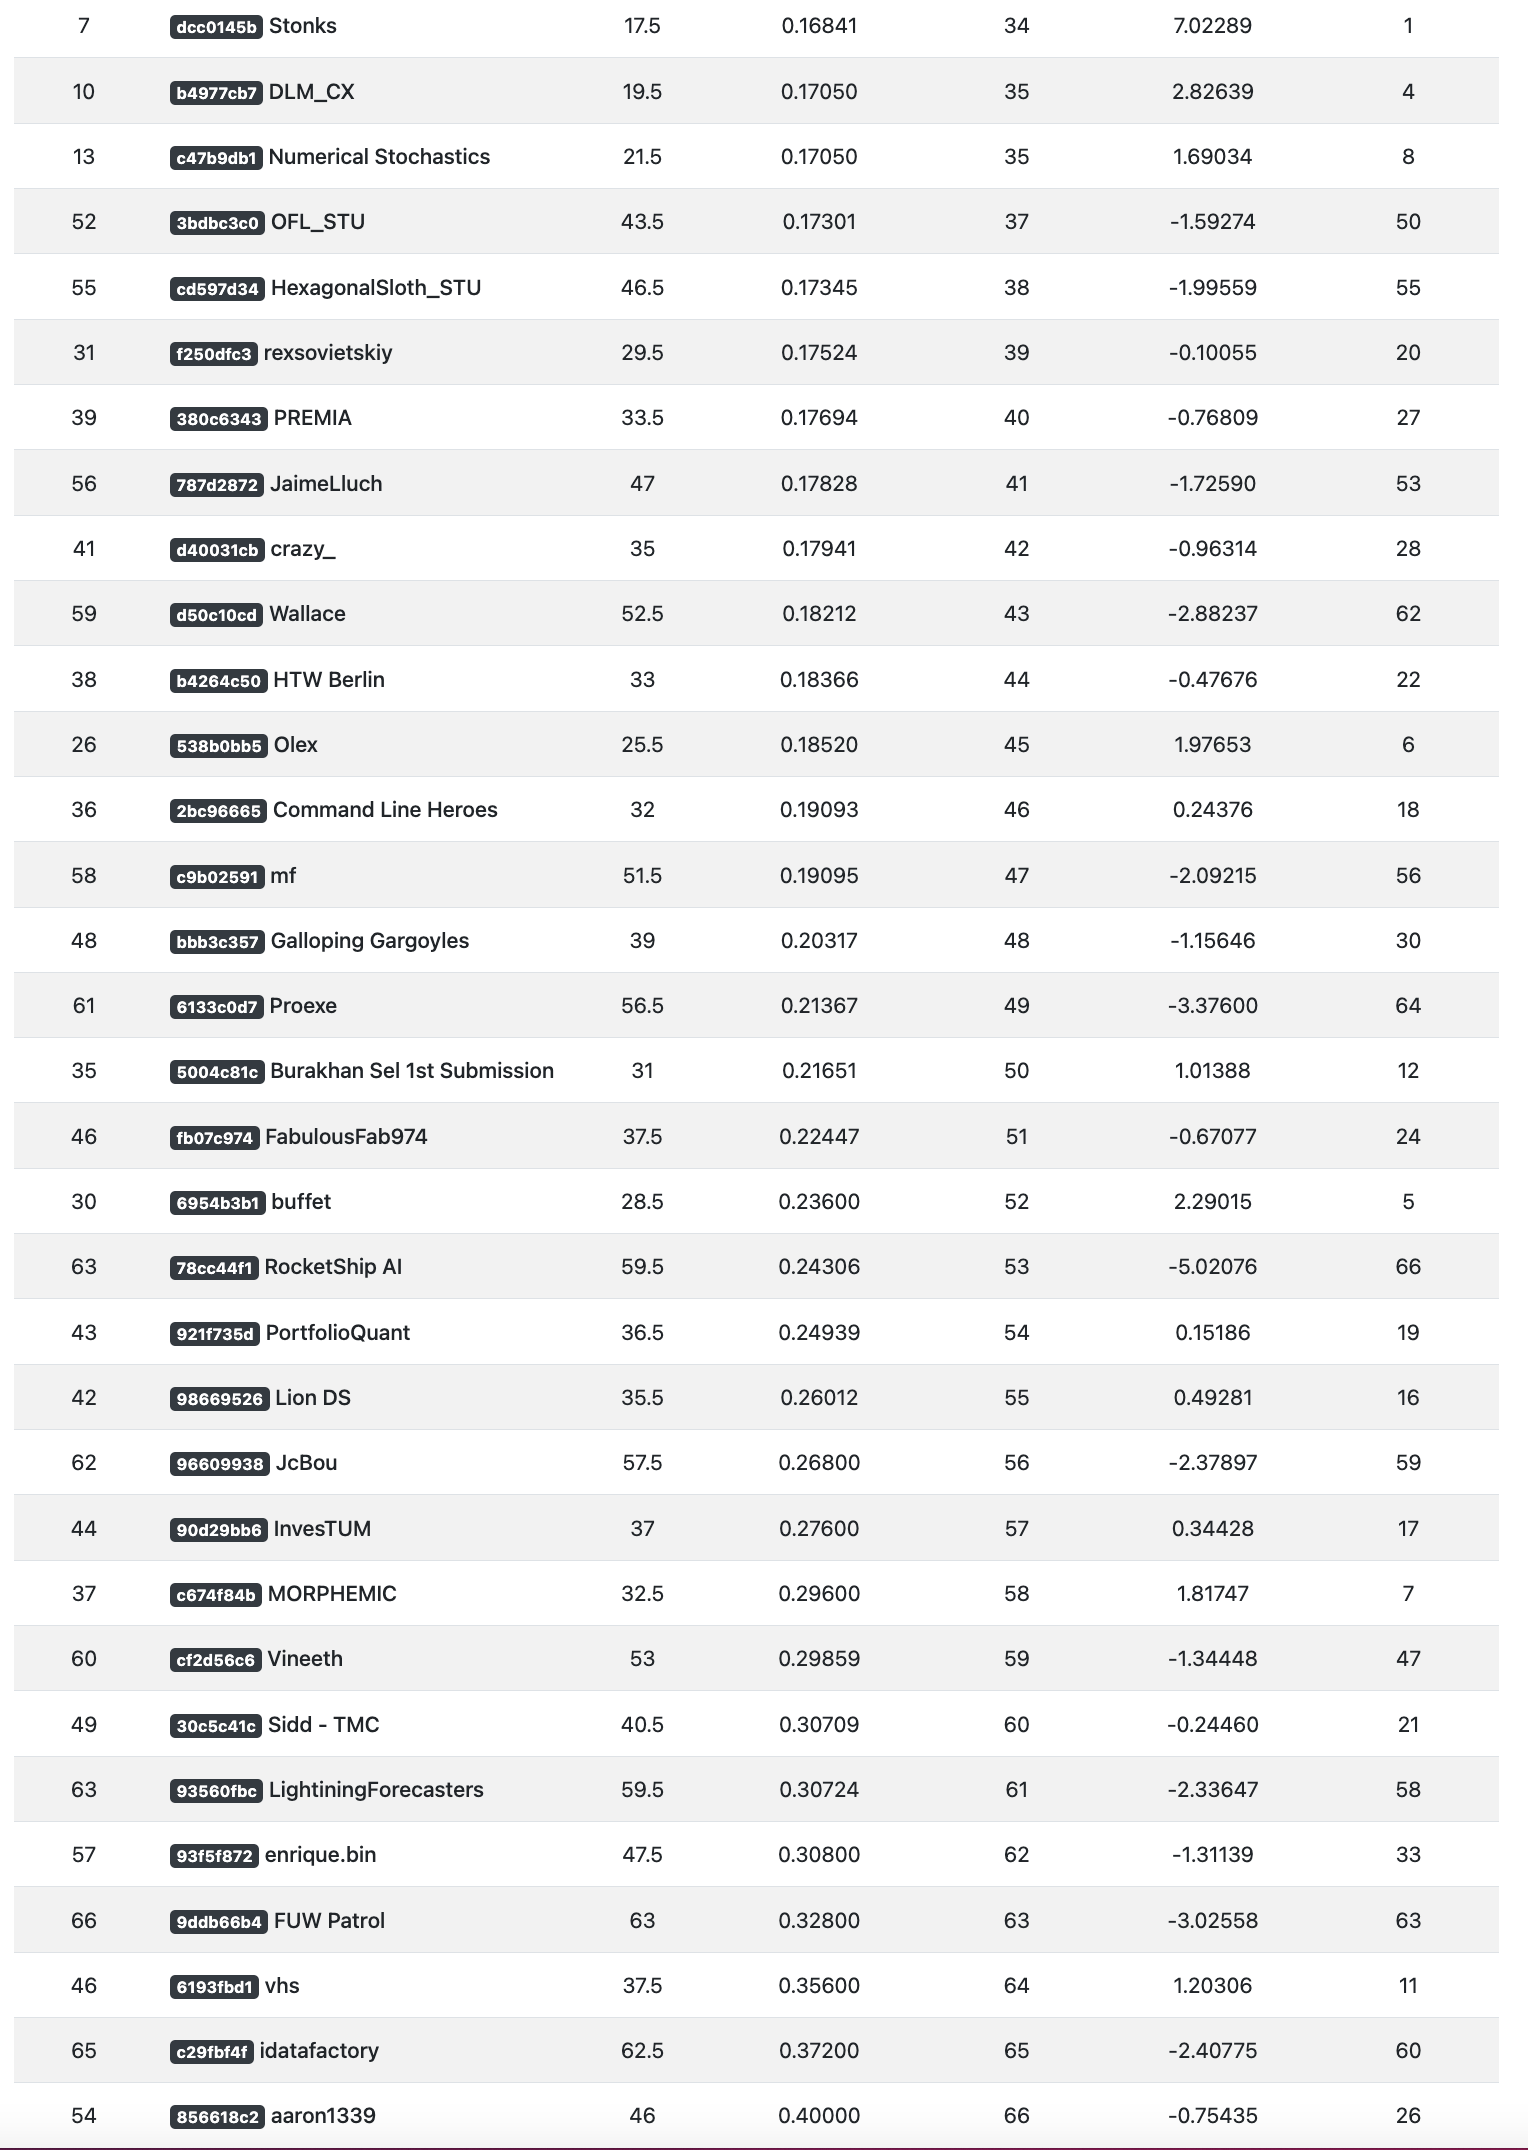 7 dcc0145b Stonks 17.5 0.16841 34 7.02289 1
10 b4977cb7 DLM_CX 19.5 0.17050 35 2.82639 4
13 c47b9db1 Numerical Stochastics 21.5 0.17050 35 1.69034 8
52 3bdbc3c0 OFL_STU 43.5 0.17301 37 -1.59274 50
55 cd597d34 HexagonalSloth_STU 46.5 0.17345 38 -1.99559 55
31 f250dfc3 rexsovietskiy 29.5 0.17524 39 -0.10055 20
39 380c6343 PREMIA 33.5 0.17694 40 -0.76809 27
56 787d2872 JaimeLluch 47 0.17828 41 -1.72590 53
41 d40031cb crazy_ 35 0.17941 42 -0.96314 28
59 d50c10cd Wallace 52.5 0.18212 43 -2.88237 62
38 b4264c50 HTW Berlin 33 0.18366 44 -0.47676 22
26 538b0bb5 Olex 25.5 0.18520 45 1.97653 6
36 2bc96665 Command Line Heroes 32 0.19093 46 0.24376 18
58 c9b02591 mf 51.5 0.19095 47 -2.09215 56
48 bbb3c357 Galloping Gargoyles 39 0.20317 48 -1.15646 30
61 6133c0d7 Proexe 56.5 0.21367 49 -3.37600 64
35 5004c81c Burakhan Sel 1st Submission 31 0.21651 50 1.01388 12
46 fb07c974 FabulousFab974 37.5 0.22447 51 -0.67077 24
30 6954b3b1 buffet 28.5 0.23600 52 2.29015 5
63 78cc44f1 RocketShip AI 59.5 0.24306 53 -5.02076 66
43 921f735d PortfolioQuant 36.5 0.24939 54 0.15186 19
42 98669526 Lion DS 35.5 0.26012 55 0.49281 16
62 96609938 JcBou 57.5 0.26800 56 -2.37897 59
44 90d29bb6 InvesTUM 37 0.27600 57 0.34428 17
37 c674f84b MORPHEMIC 32.5 0.29600 58 1.81747 7
60 cf2d56c6 Vineeth 53 0.29859 59 -1.34448 47
49 30c5c41c Sidd - TMC 40.5 0.30709 60 -0.24460 21
63 93560fbc LightiningForecasters 59.5 0.30724 61 -2.33647 58
57 93f5f872 enrique.bin 47.5 0.30800 62 -1.31139 33
66 9ddb66b4 FUW Patrol 63 0.32800 63 -3.02558 63
46 6193fbd1 vhs 37.5 0.35600 64 1.20306 11
65 c29fbf4f idatafactory 62.5 0.37200 65 -2.40775 60
54 856618c2 aaron1339 46 0.40000 66 -0.75435 26